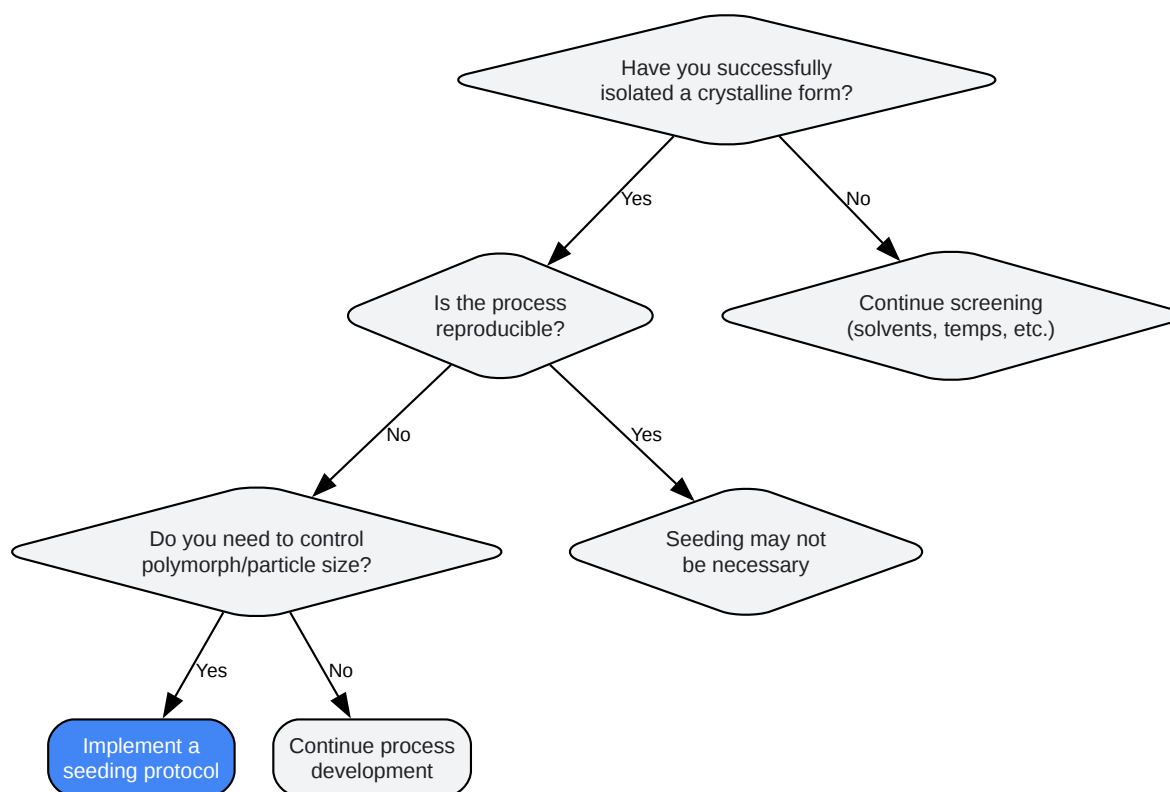 Have you successfully
isolated a crystalline form?
Yes
No
Is the process
reproducible?
Continue screening
(solvents, temps, etc.)
No
Yes
Do you need to control
polymorph/particle size?
Seeding may not
be necessary
Yes
No
Implement a
seeding protocol
Continue process
development